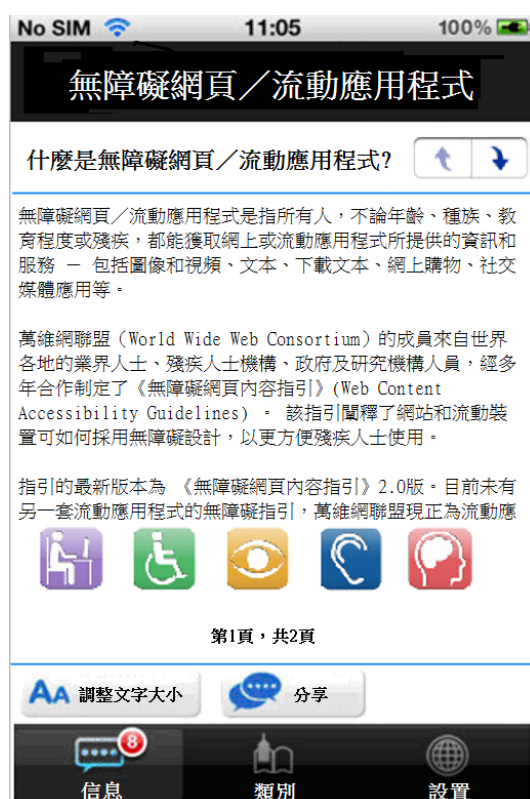 No SIM 11:05 100%
無障礙網頁／流動應用程式
什麼是無障礙網頁／流動應用程式?
無障礙網頁／流動應用程式是指所有人，不論年齡、種族、教
育程度或殘疾，都能獲取網上或流動應用程式所提供的資訊和
服務 － 包括圖像和視頻、文本、下載文本、網上購物、社交
媒體應用等。
萬維網聯盟（World Wide Web Consortium）的成員來自世界
各地的業界人士、殘疾人士機構、政府及研究機構人員，經多
年合作制定了《無障礙網頁內容指引》(Web Content
Accessibility Guidelines) 。 該指引闡釋了網站和流動裝
置可如何採用無障礙設計，以更方便殘疾人士使用。
指引的最新版本為 《無障礙網頁內容指引》2.0版。目前未有
另一套流動應用程式的無障礙指引，萬維網聯盟現正為流動應
第1頁，共2頁
AA 調整文字大小 分享
8
信息 類別 設置